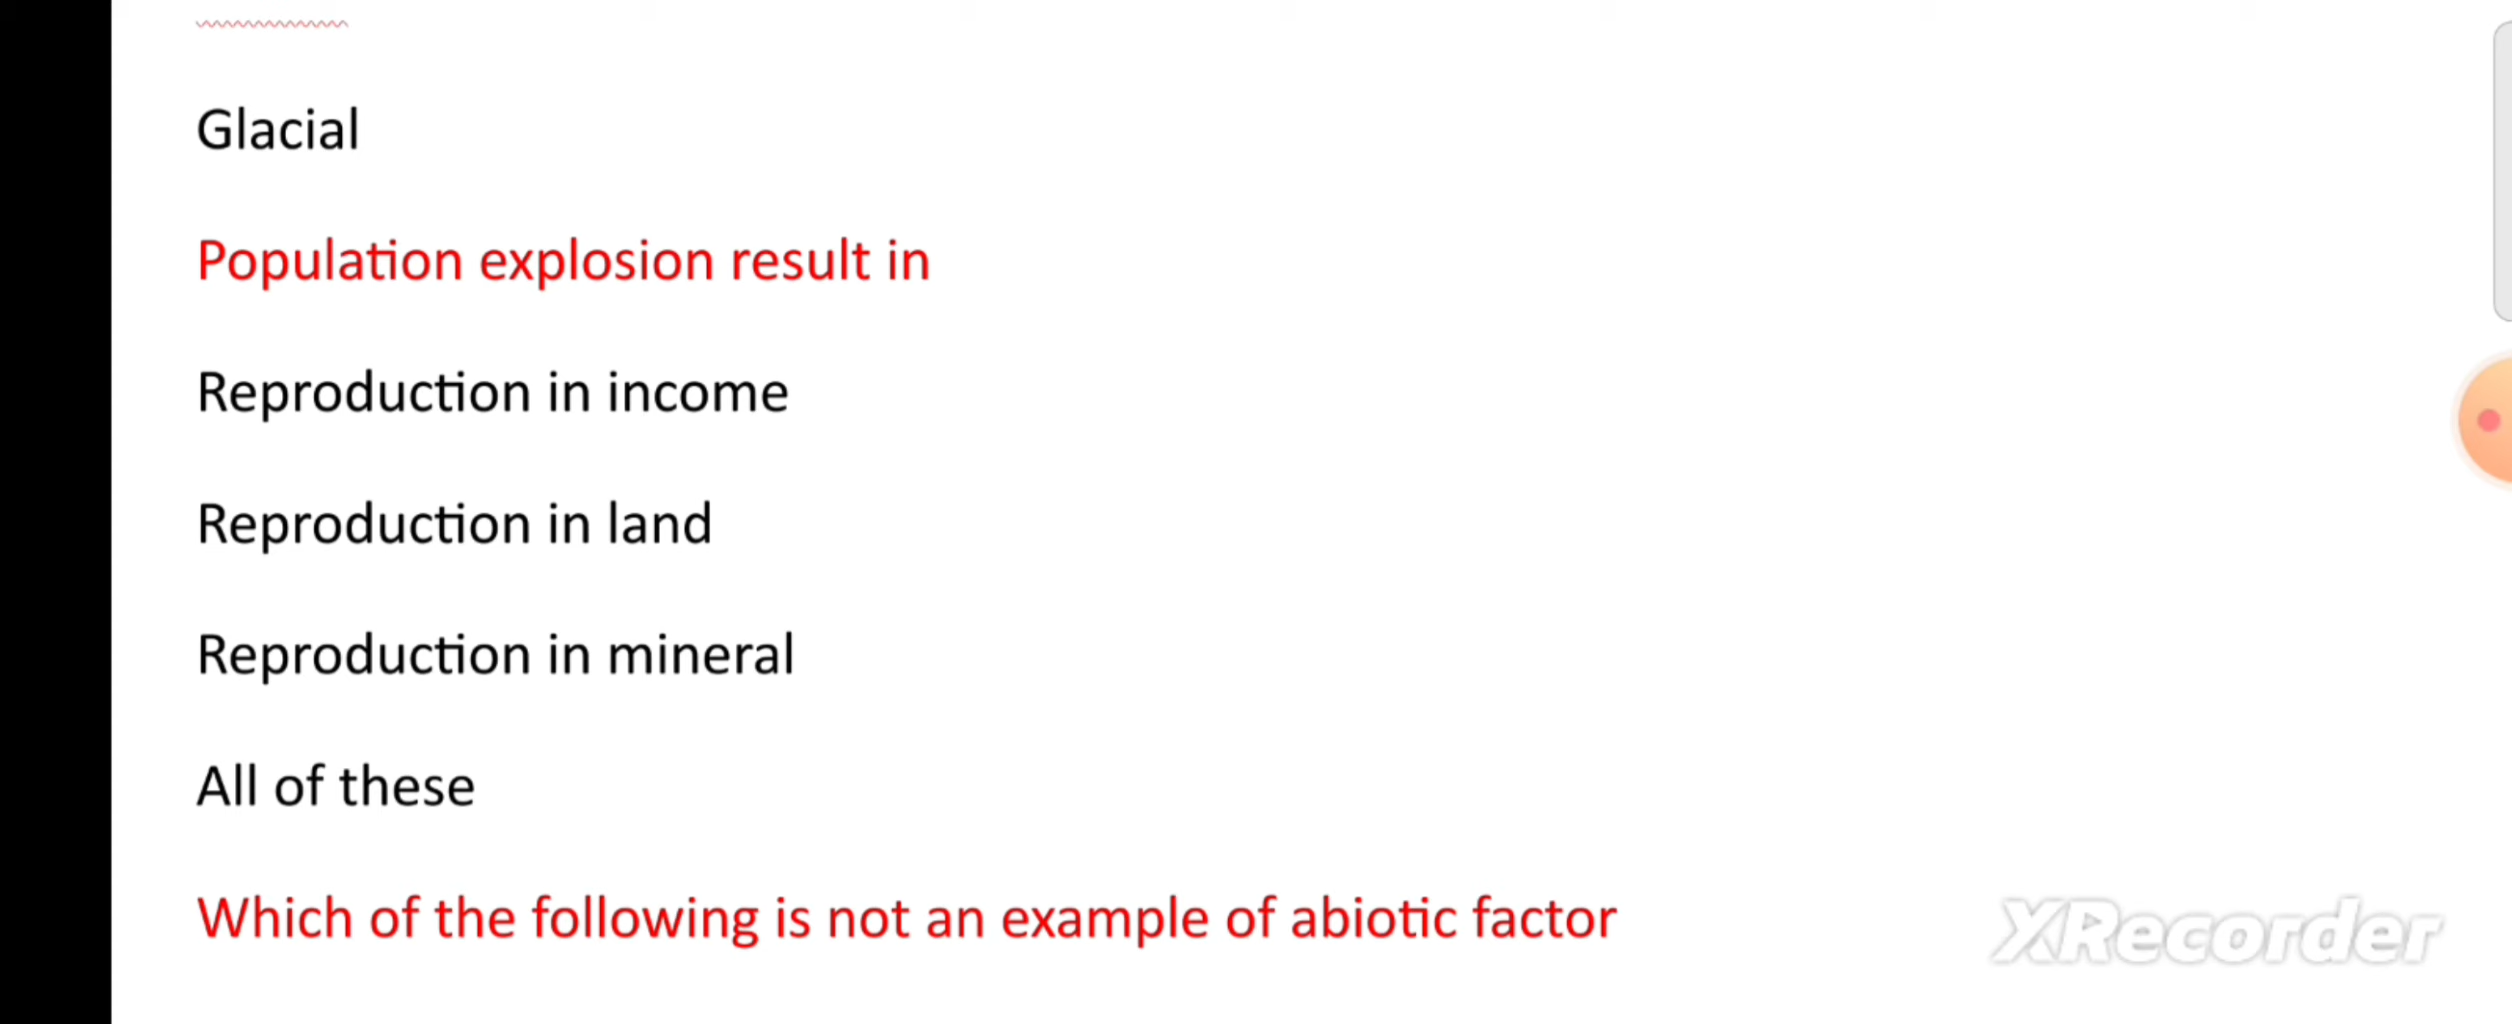 Glacial
Population explosion result in
Reproduction in income
Reproduction in land
Reproduction in mineral
All of these
Which of the following is not an example of abiotic factor
XRecorder